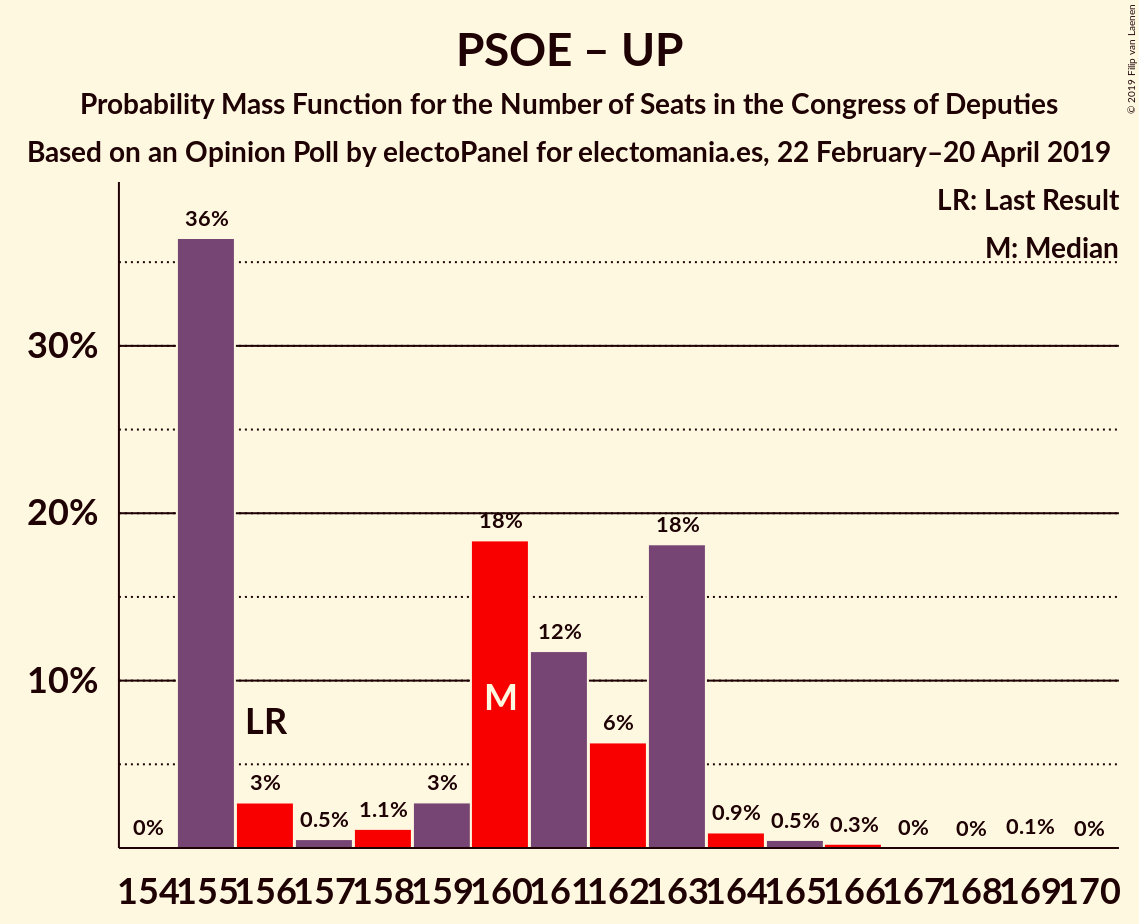 PSOE – UP
Probability Mass Function for the Number of Seats in the Congress of Deputies
Based on an Opinion Poll by electoPanel for electomania.es, 22 February–20 April 2019
© 2019 Filip van Laenen
LR: Last Result
M: Median
36%
30%
20%
18%
18%
12%
10%
M
6%
LR
3%
3%
0%
0.5%
1.1%
0.9%
0.5%
0.3%
0%
0%
0.1%
0%
154 155 156 157 158 159 160 161 162 163 164 165 166 167 168 169 170